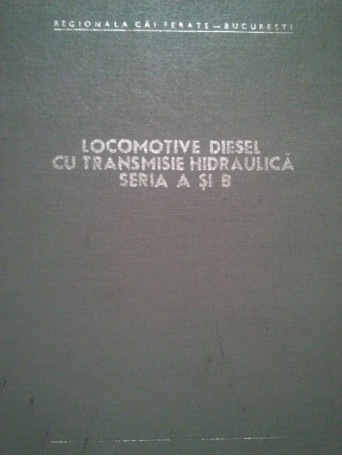 REGIONALA CĂI FERATE — BUCUREȘTI
LOCOMOTIVE DIESEL
CU TRANSMISIE HIDRAULICĂ
SERIA A ȘI B